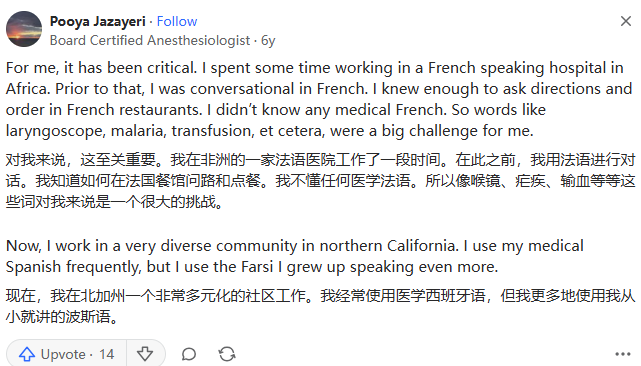 Pooya Jazayeri · Follow
Board Certified Anesthesiologist · 6y
For me, it has been critical. I spent some time working in a French speaking hospital in
Africa. Prior to that, I was conversational in French. I knew enough to ask directions and
order in French restaurants. I didn’t know any medical French. So words like
laryngoscope, malaria, transfusion, et cetera, were a big challenge for me.
对我来说，这至关重要。我在非洲的一家法语医院工作了一段时间。在此之前，我用法语进行对
话。我知道如何在法国餐馆问路和点餐。我不懂任何医学法语。所以像喉镜、疟疾、输血等等这
些词对我来说是一个很大的挑战。
Now, I work in a very diverse community in northern California. I use my medical
Spanish frequently, but I use the Farsi I grew up speaking even more.
现在，我在北加州一个非常多元化的社区工作。我经常使用医学西班牙语，但我更多地使用我从
小就讲的波斯语。
Upvote · 14